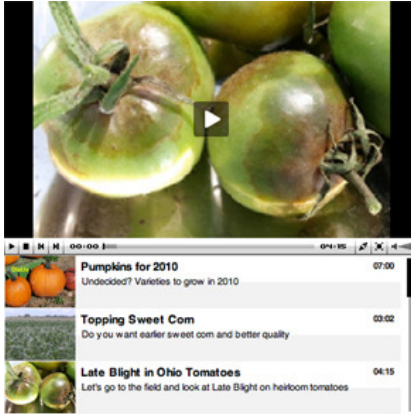 00:00 04:15
Pumpkins for 2010 07:00
Undecided? Varieties to grow in 2010
Topping Sweet Corn 03:02
Do you want earlier sweet corn and better quality
Late Blight in Ohio Tomatoes 04:15
Let's go to the field and look at Late Blight on heirloom tomatoes